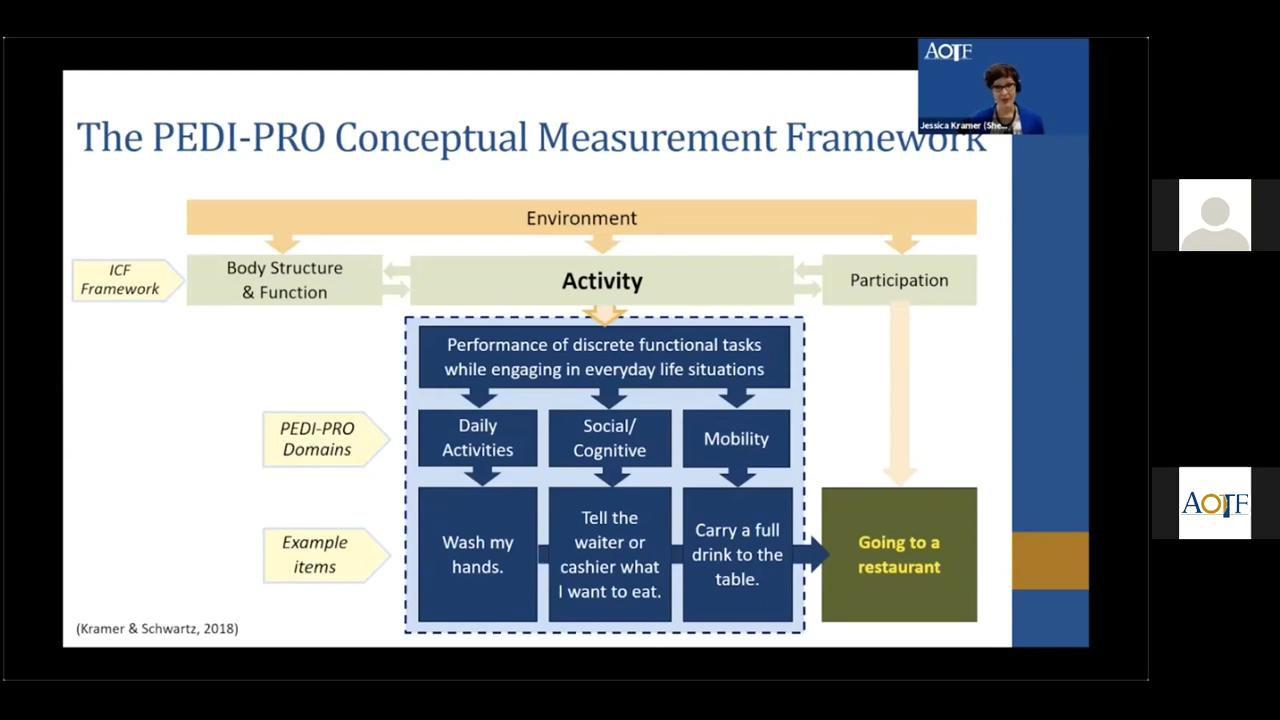 AOTF
Jessica Kramer (She...
The PEDI-PRO Conceptual Measurement Framework
Environment
ICF
Framework
Body Structure
& Function
Activity
Participation
Performance of discrete functional tasks
while engaging in everyday life situations
PEDI-PRO
Domains
Daily
Activities
Social/
Cognitive
Mobility
Example
items
Wash my
hands.
Tell the
waiter or
cashier what
I want to eat.
Carry a full
drink to the
table.
Going to a
restaurant
(Kramer & Schwartz, 2018)
AOTF